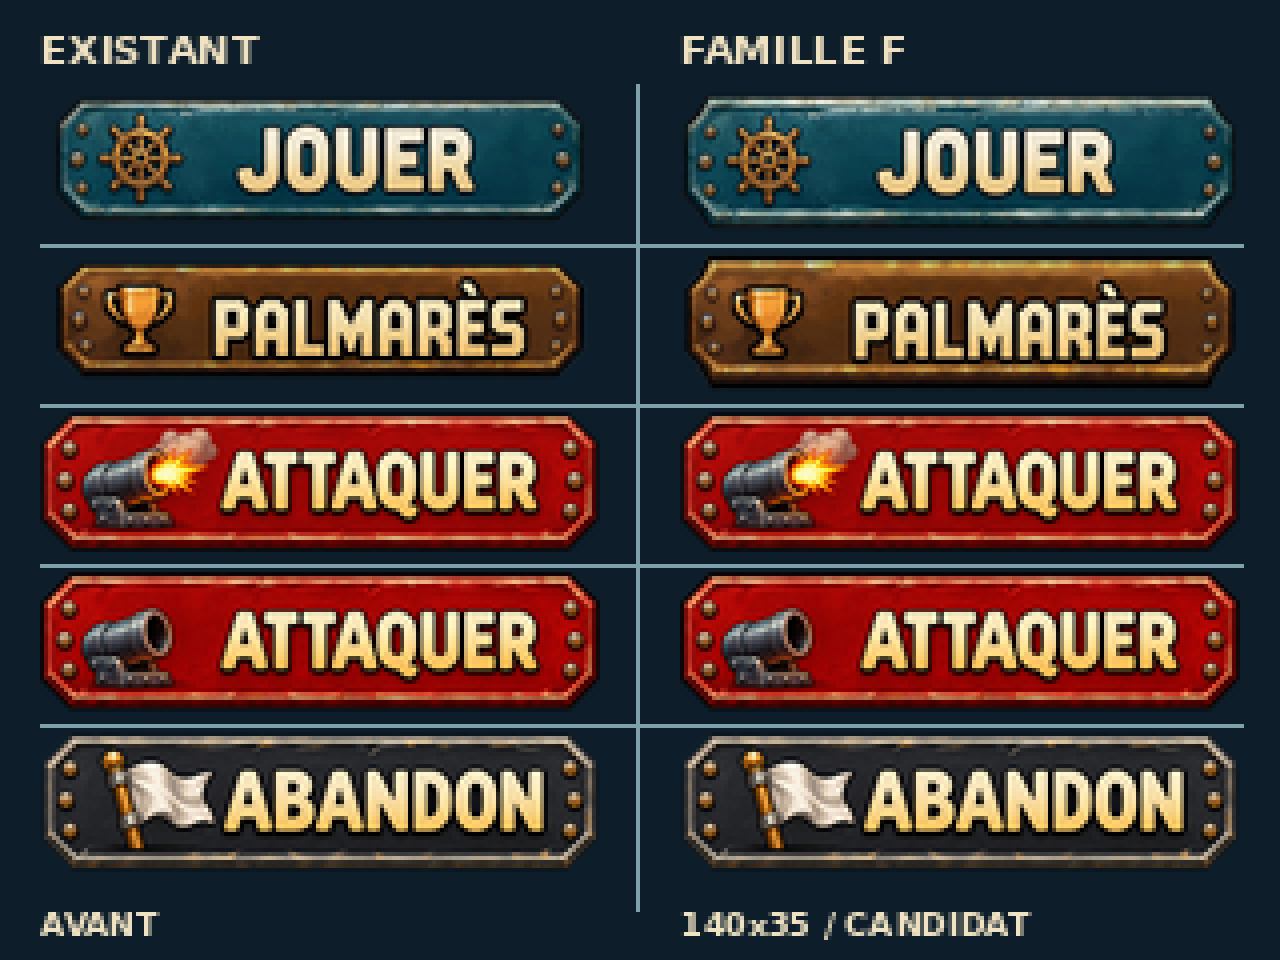 EXISTANT
FAMILLE F
JOUER
JOUER
PALMARÈS
PALMARÈS
ATTAQUER
ATTAQUER
ATTAQUER
ATTAQUER
ABANDON
ABANDON
AVANT
140x35 / CANDIDAT